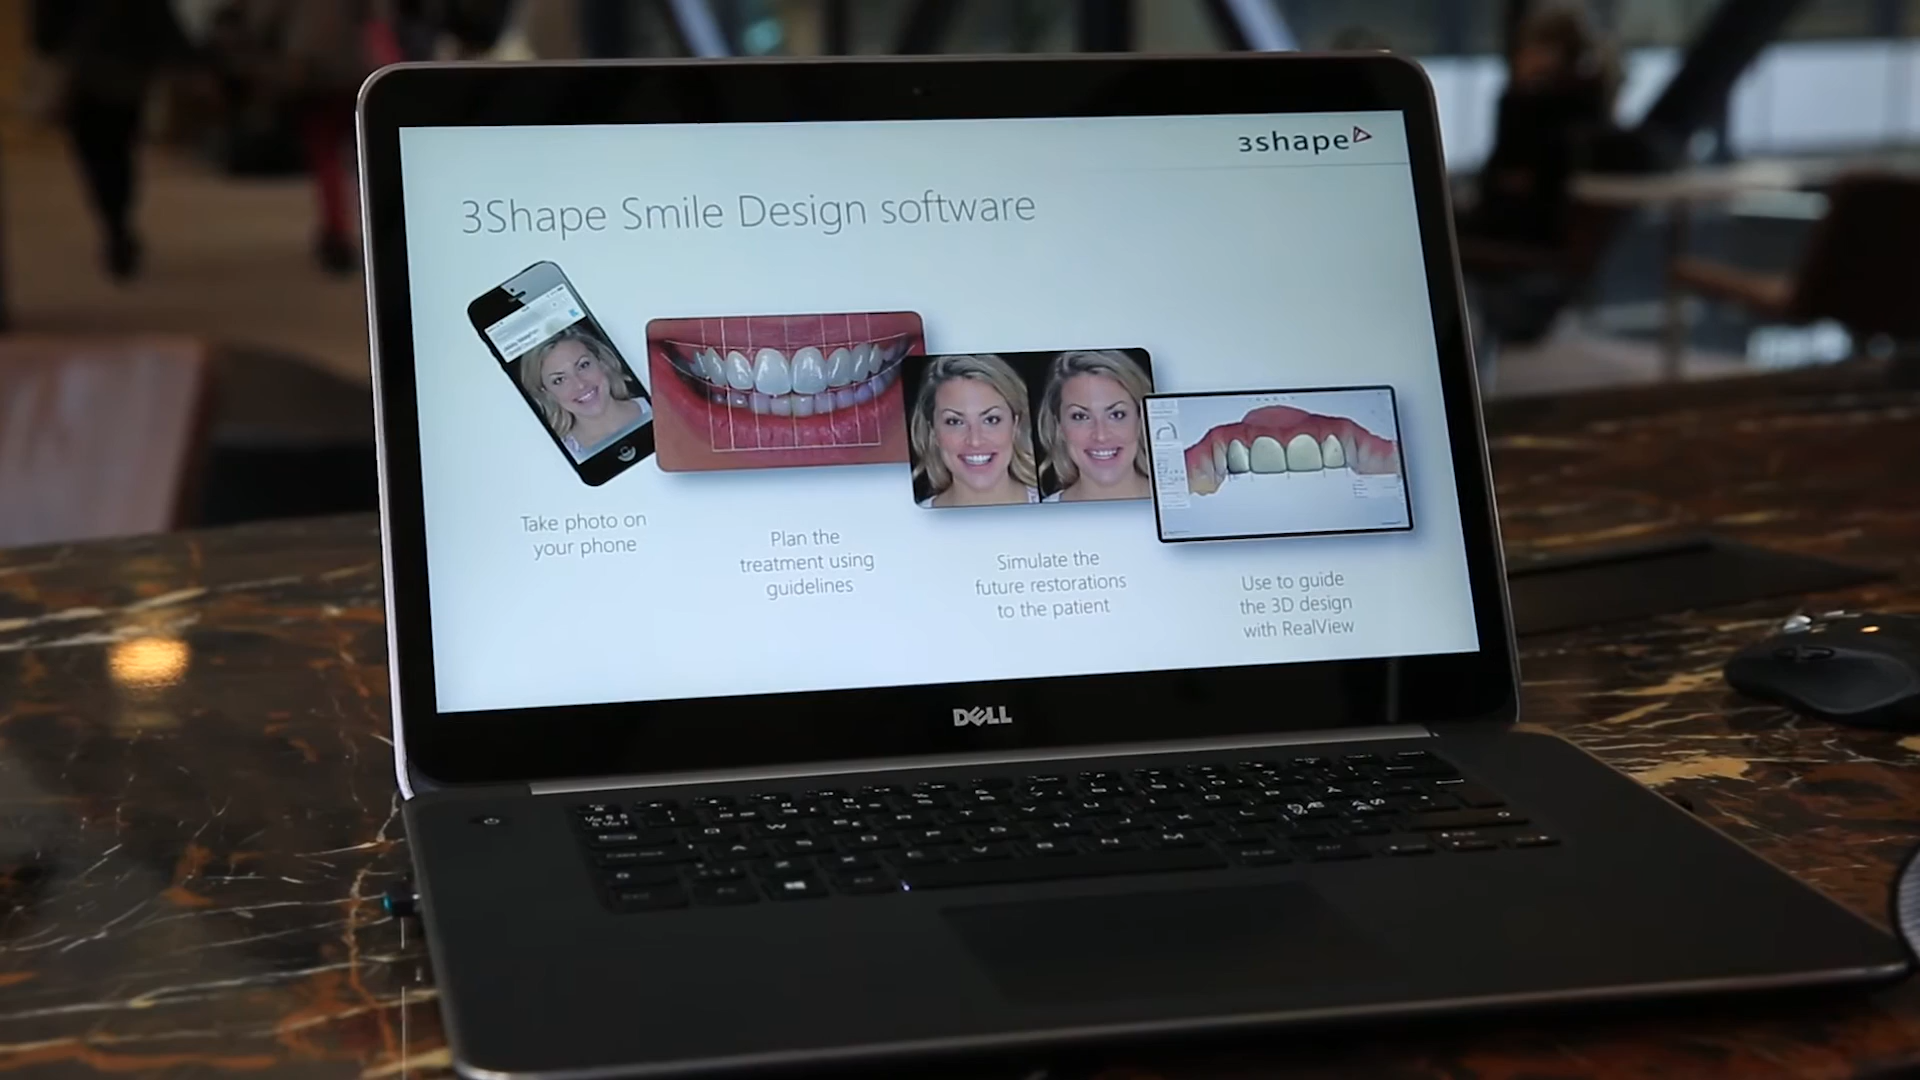 3shape
3Shape Smile Design software
Take photo on
your phone
Plan the
treatment using
guidelines
Simulate the
future restorations
to the patient
Use to guide
the 3D design
with RealView
DELL